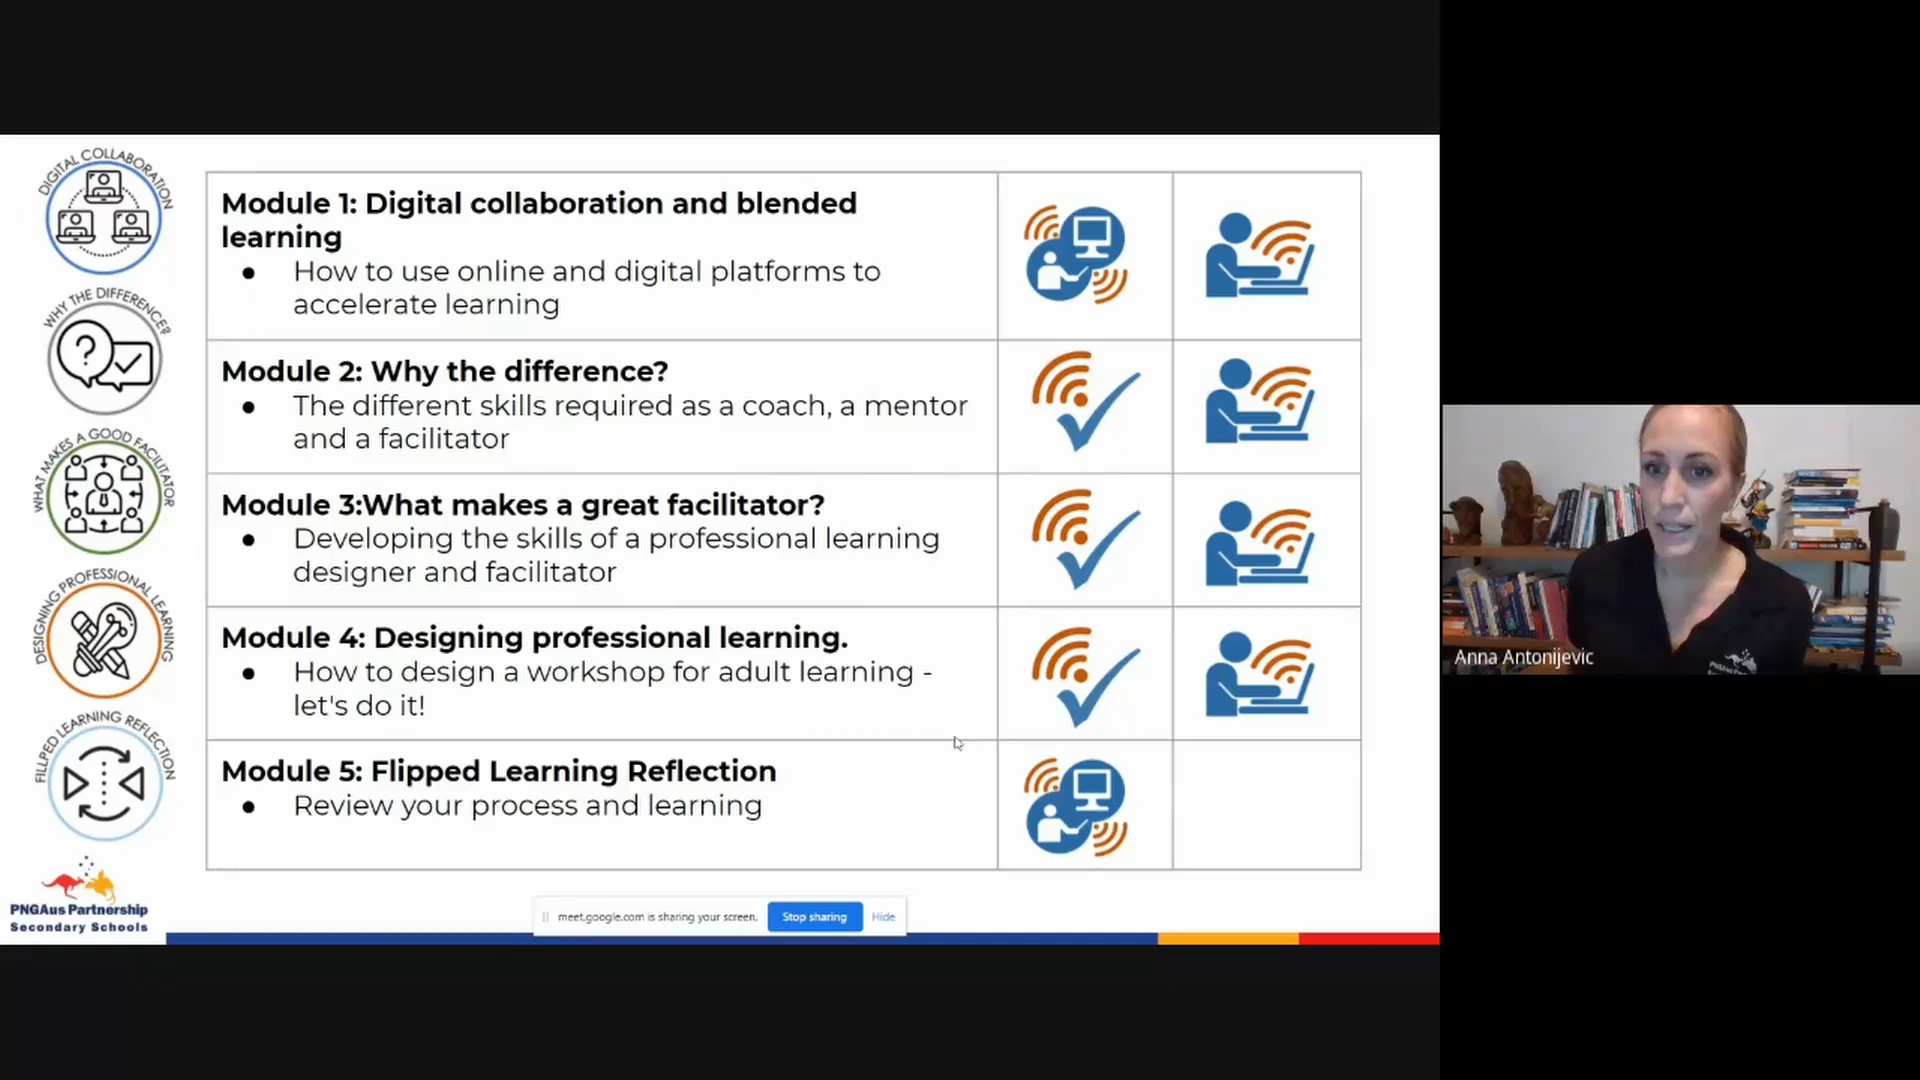 DIGITAL COLLABORATION
WHY THE DIFFERENCE?
WHAT MAKES A GOOD FACILITATOR
DESIGNING PROFESSIONAL LEARNING
FILLPED LEARNING REFLECTION
PNGAus Partnership
Secondary Schools
Module 1: Digital collaboration and blended
learning
● How to use online and digital platforms to
accelerate learning
Module 2: Why the difference?
● The different skills required as a coach, a mentor
and a facilitator
Module 3:What makes a great facilitator?
● Developing the skills of a professional learning
designer and facilitator
Module 4: Designing professional learning.
● How to design a workshop for adult learning -
let's do it!
Module 5: Flipped Learning Reflection
● Review your process and learning
meet.google.com is sharing your screen. Stop sharing Hide
Anna Antonijevic